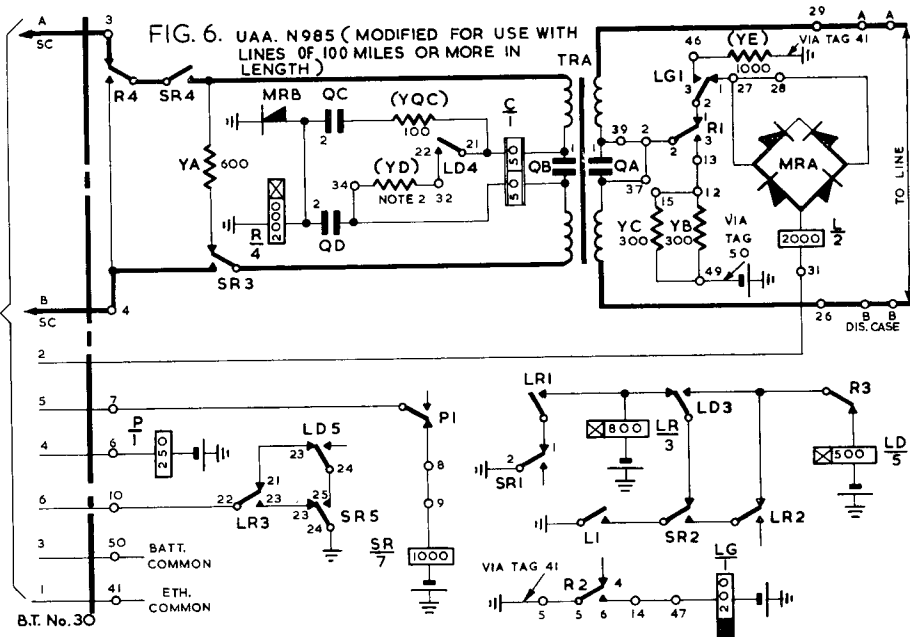 FIG. 6. UAA. N985 (MODIFIED FOR USE WITH
LINES OF 100 MILES OR MORE IN
LENGTH)
A
SC
3
R4
SR4
YA
600
MRB
QC
2
(YQC)
100
C
1
50
50
22
21
LD4
34
(YD)
NOTE 2
32
R
4
2000
2
QD
SR3
TRA
QB
1
1
QA
39
2
37
46
(YE)
1000
VIA TAG 41
29
A
A
LG1
3
1
2
27
28
R1
1
2
3
13
12
15
YC
300
YB
300
VIA
TAG
50
49
MRA
L
2
2000
31
TO LINE
B
SC
4
26
B
B
DIS. CASE
2
5
7
P1
4
6
P
1
250
LD5
23
24
8
9
6
10
22
21
23
LR3
25
23
24
SR5
SR
7
1000
3
50
BATT.
COMMON
1
41
ETH.
COMMON
B.T. No. 30
LR1
1
2
SR1
800
LR
3
LD3
R3
500
LD
5
L1
SR2
LR2
VIA TAG 41
5
R2
4
5
6
14
47
LG
1
2